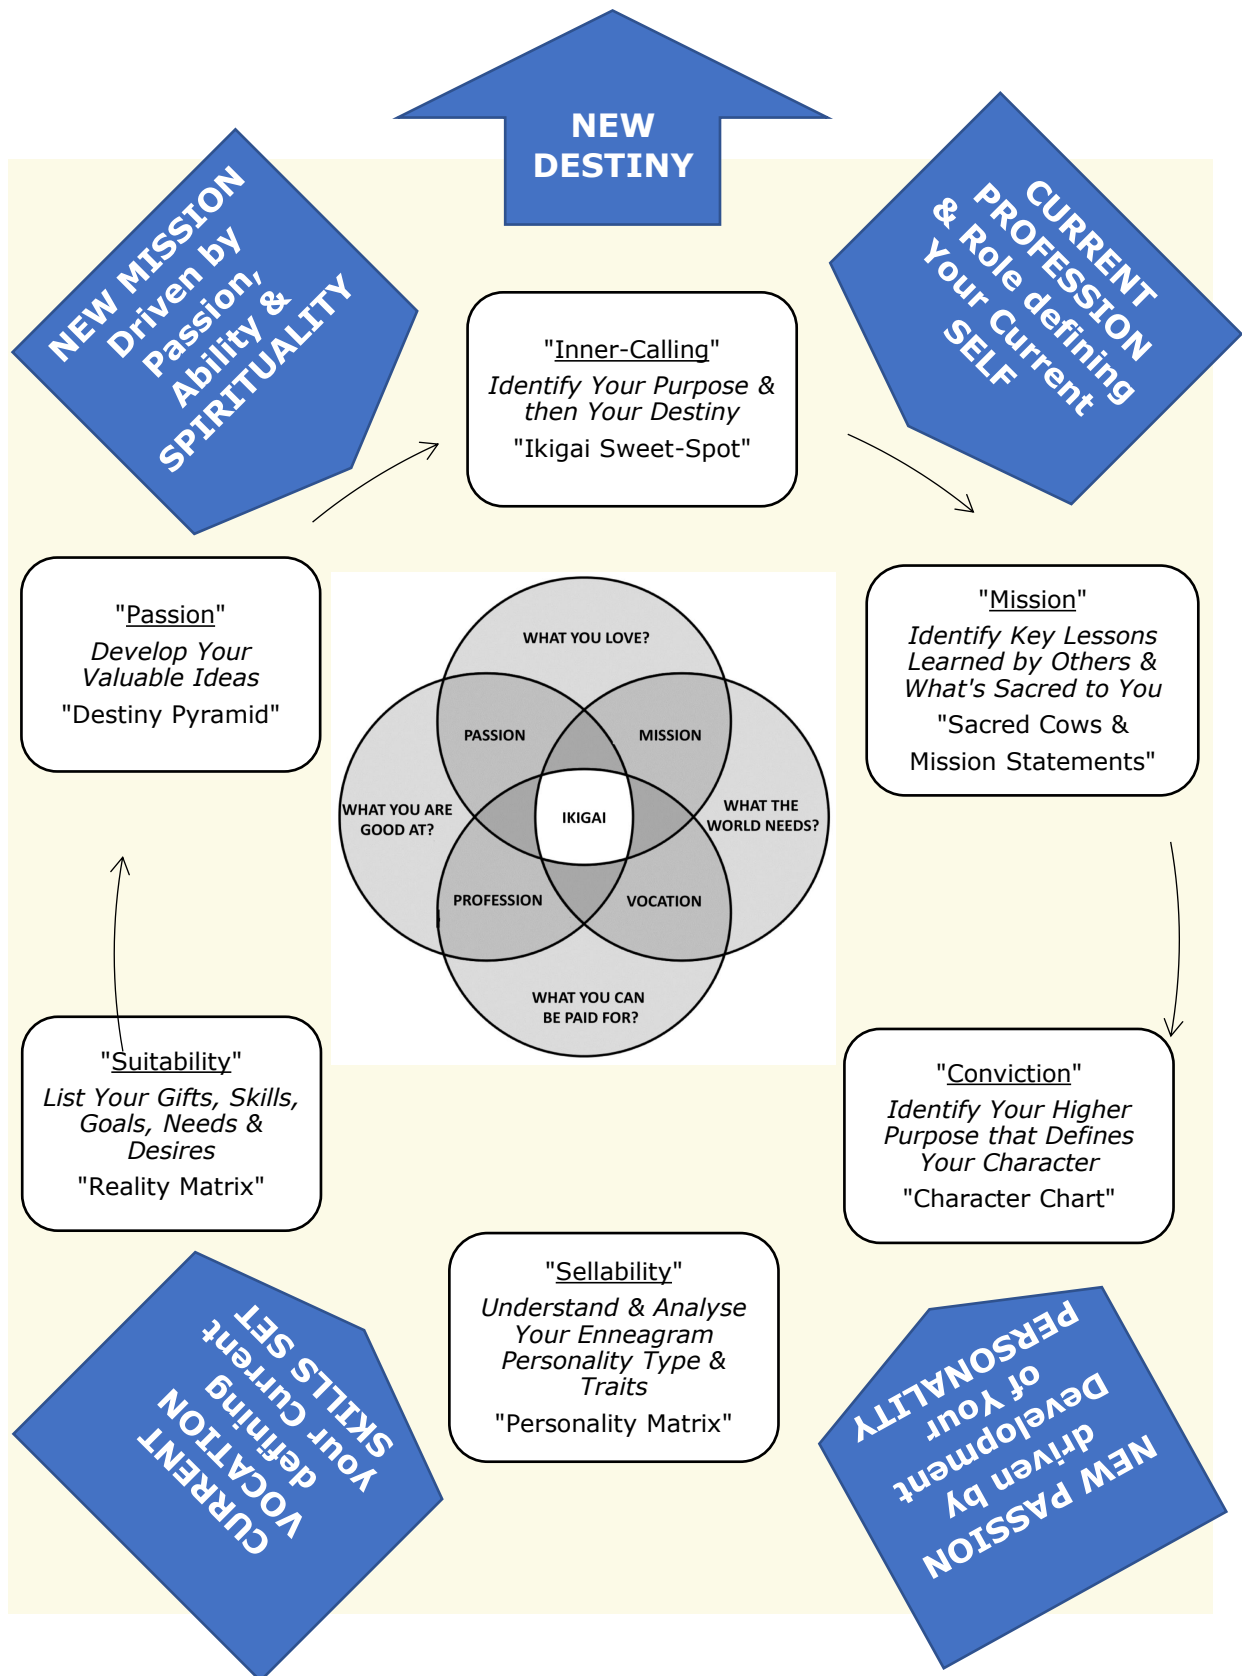 NEW
DESTINY
NEW MISSION
Driven by
Passion,
Ability &
SPIRITUALITY
CURRENT
PROFESSION
& Role defining
Your Current
SELF
"Inner-Calling"
Identify Your Purpose &
then Your Destiny
"Ikigai Sweet-Spot"
"Passion"
Develop Your
Valuable Ideas
"Destiny Pyramid"
"Mission"
Identify Key Lessons
Learned by Others &
What's Sacred to You
"Sacred Cows &
Mission Statements"
WHAT YOU LOVE?
PASSION
MISSION
WHAT YOU ARE
GOOD AT?
IKIGAI
WHAT THE
WORLD NEEDS?
PROFESSION
VOCATION
WHAT YOU CAN
BE PAID FOR?
"Suitability"
List Your Gifts, Skills,
Goals, Needs &
Desires
"Reality Matrix"
"Conviction"
Identify Your Higher
Purpose that Defines
Your Character
"Character Chart"
"Sellability"
Understand & Analyse
Your Enneagram
Personality Type &
Traits
"Personality Matrix"
CURRENT
VOCATION
defining
your Current
SKILLS SET
NEW PASSION
driven by
Development
of Your
PERSONALITY